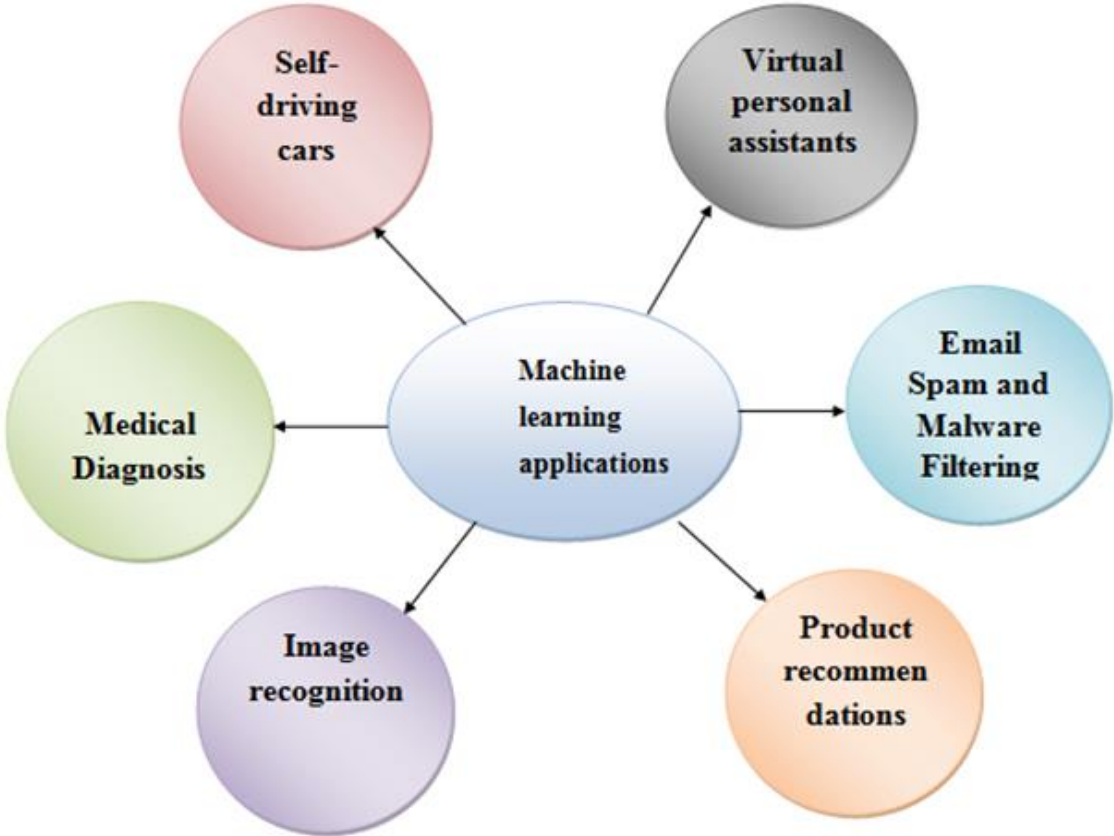 Self-
driving
cars
Virtual
personal
assistants
Machine
learning
applications
Email
Spam and
Malware
Filtering
Medical
Diagnosis
Image
recognition
Product
recommen
dations